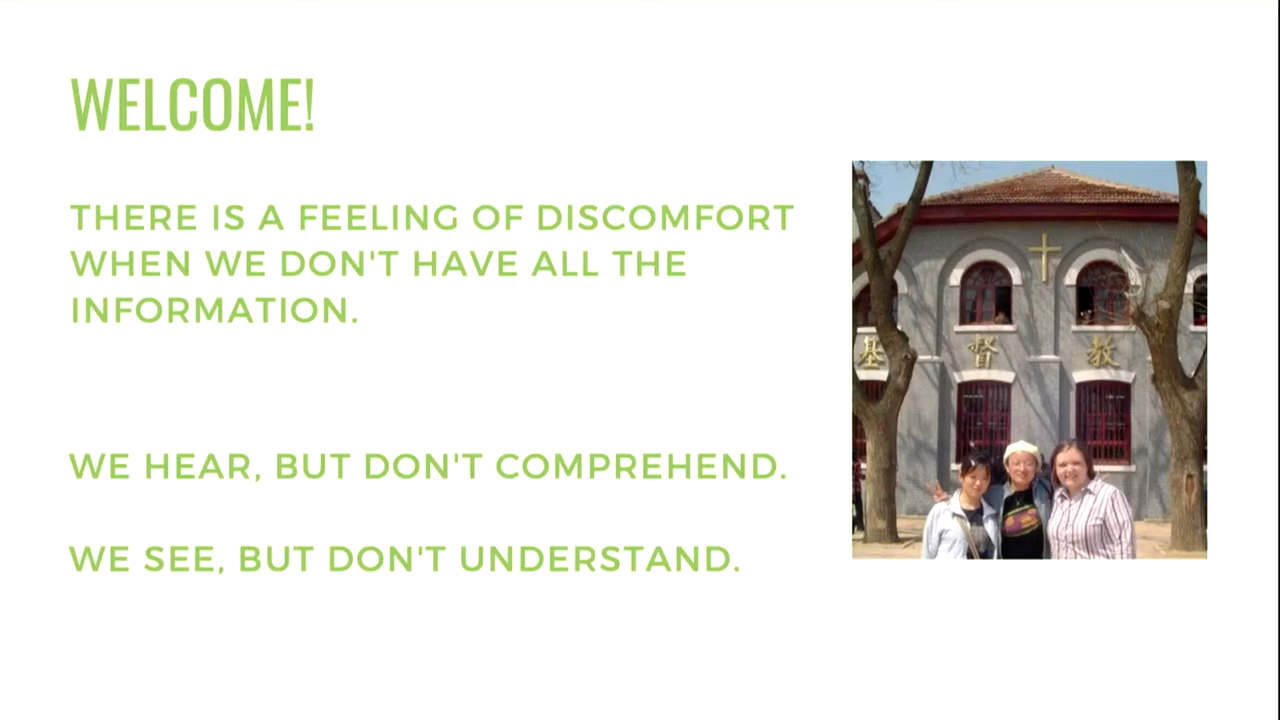 WELCOME!
THERE IS A FEELING OF DISCOMFORT
WHEN WE DON'T HAVE ALL THE
INFORMATION.
WE HEAR, BUT DON'T COMPREHEND.
WE SEE, BUT DON'T UNDERSTAND.
基督教